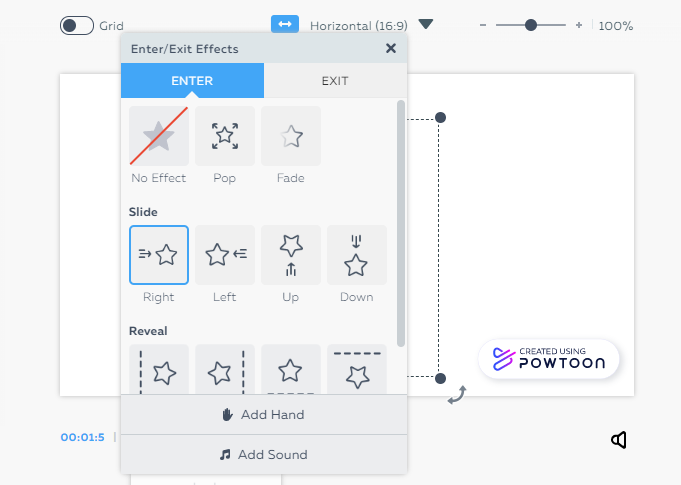 Grid
Horizontal (16:9)
100%
Enter/Exit Effects
ENTER
EXIT
No Effect
Pop
Fade
Slide
Right
Left
Up
Down
Reveal
CREATED USING
POWTOON
Add Hand
00:01:5
Add Sound